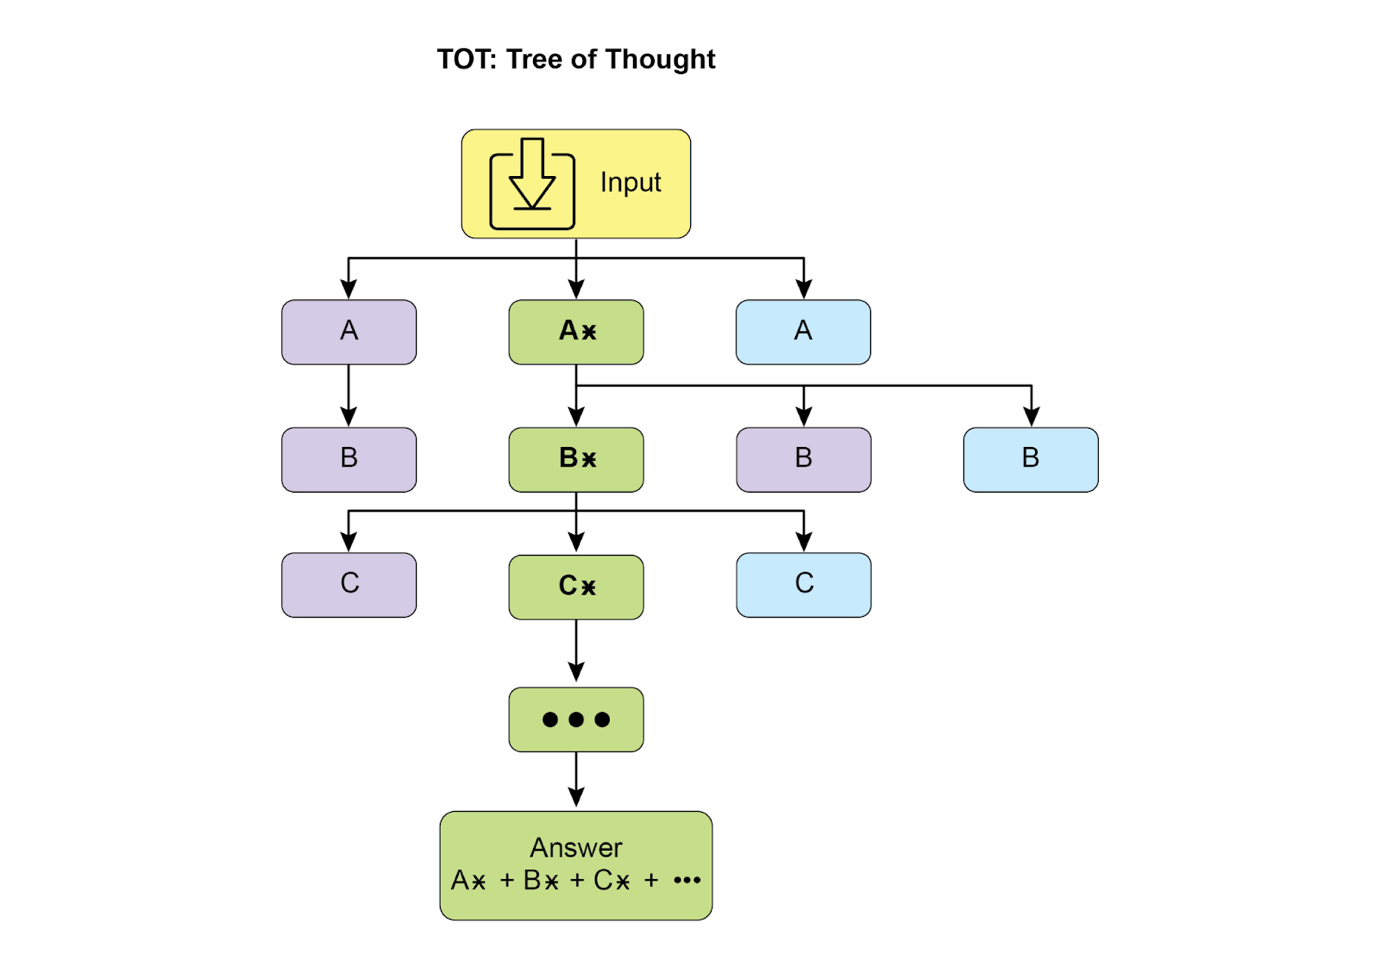 TOT: Tree of Thought
Input
A
A*
A
B
B*
B
B
C
C*
C
•••
Answer
A* + B* + C* + •••